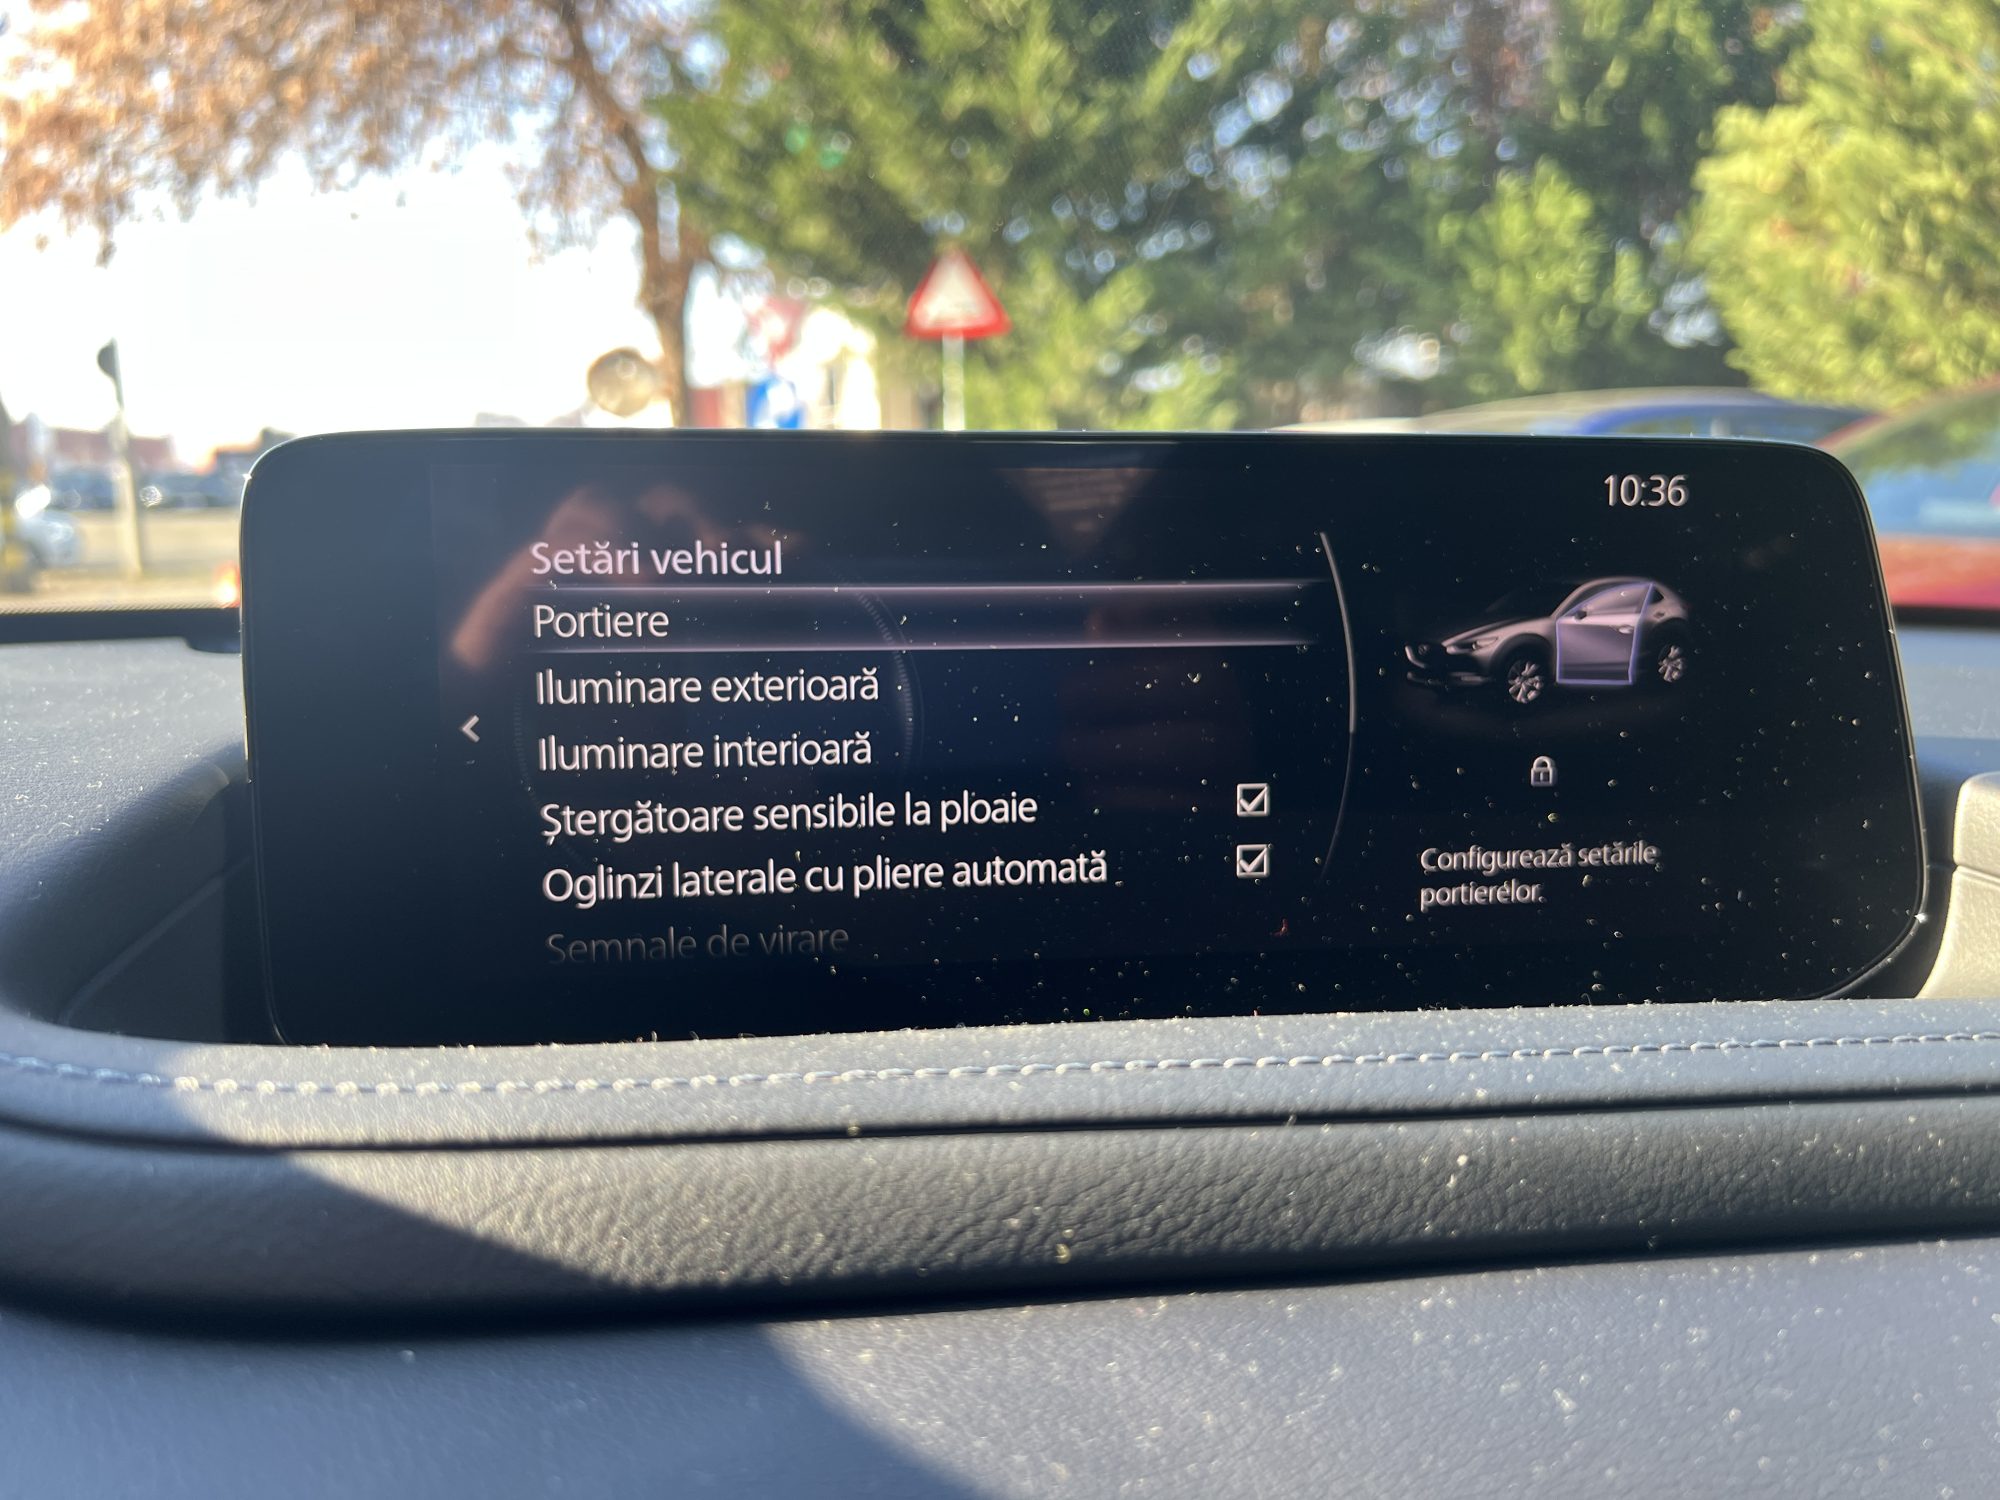 10:36
Setări vehicul
Portiere
Iluminare exterioară
Iluminare interioară
Ștergătoare sensibile la ploaie
Oglinzi laterale cu pliere automată
Semnale de virare
Configurează setările
portierelor.